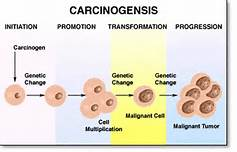 CARCINOGENSIS
INITIATION
PROMOTION
TRANSFORMATION
PROGRESSION
Carcinogen
Genetic
Change
Genetic
Change
Genetic
Change
Cell
Multiplication
Malignant Cell
Malignant Tumor